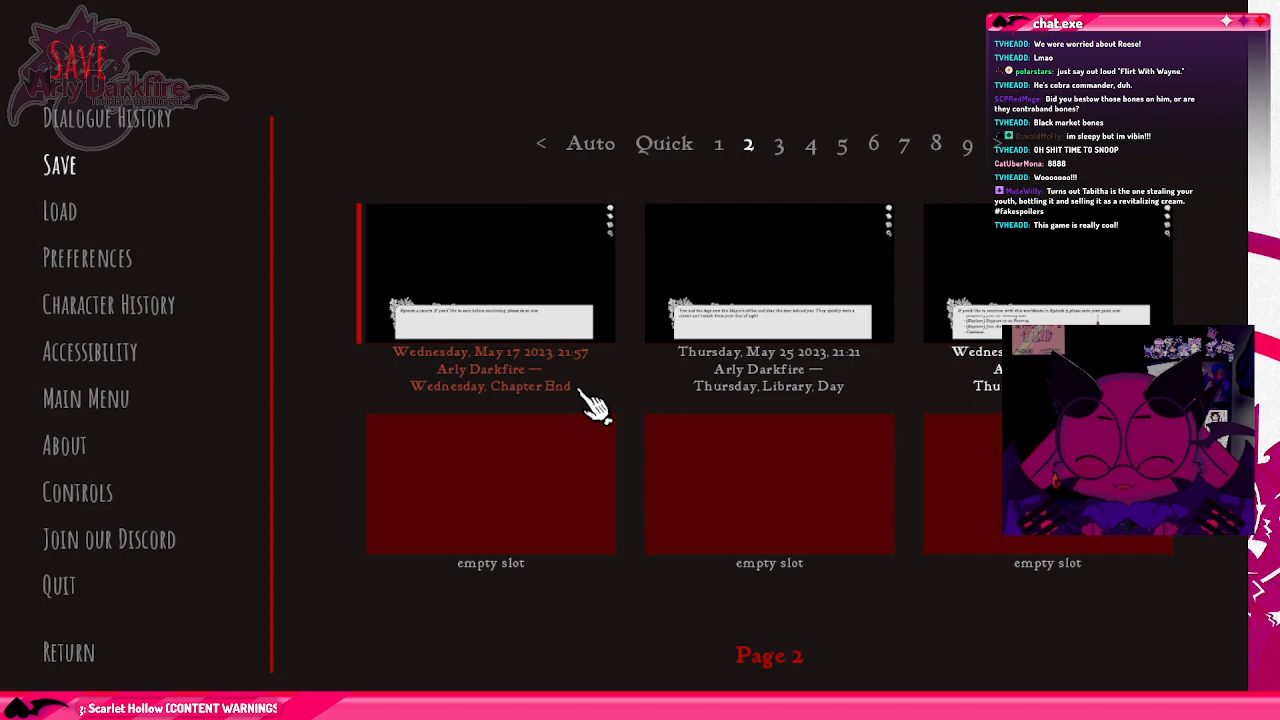 SAVE
Arly Darkfire
TheBlackOpalDragon
Dialogue History
Save
Load
Preferences
Character History
Accessibility
Main Menu
About
Controls
Join our Discord
Quit
Return
< Auto Quick 1 2 3 4 5 6 7 8 9 >
Wednesday, May 17 2023, 21:57
Arly Darkfire —
Wednesday, Chapter End
Thursday, May 25 2023, 21:21
Arly Darkfire —
Thursday, Library, Day
Wednes
A
Thu
empty slot
empty slot
empty slot
Page 2
chat.exe
TVHEADD: We were worried about Reese!
TVHEADD: Lmao
polarstars: just say out loud "Flirt With Wayne."
TVHEADD: He's cobra commander, duh.
SCPRedMage: Did you bestow those bones on him, or are
they contraband bones?
TVHEADD: Black market bones
OzwaldMcFly: im sleepy but im vibin!!!
TVHEADD: OH SHIT TIME TO SNOOP
CatUberMona: 8888
TVHEADD: Wooooooo!!!
MuteWilly: Turns out Tabitha is the one stealing your
youth, bottling it and selling it as a revitalizing cream.
#fakespoilers
TVHEADD: This game is really cool!
g: Scarlet Hollow (CONTENT WARNINGS